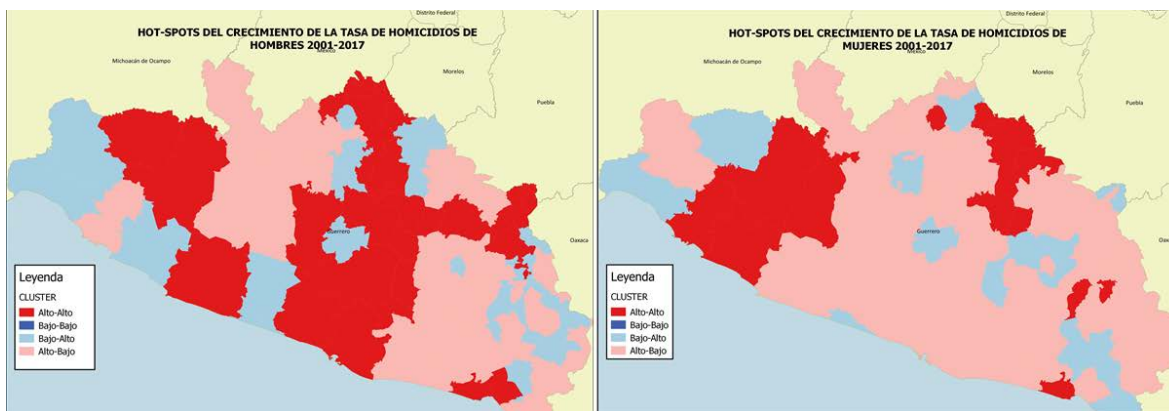 Distrito Federal
HOT-SPOTS DEL CRECIMIENTO DE LA TASA DE HOMICIDIOS DE
HOMBRES 2001-2017
México
Michoacán de Ocampo
Morelos
Puebla
Guerrero
Oaxaca
Leyenda
CLUSTER
Alto-Alto
Bajo-Bajo
Bajo-Alto
Alto-Bajo
Distrito Federal
HOT-SPOTS DEL CRECIMIENTO DE LA TASA DE HOMICIDIOS DE
MUJERES 2001-2017
México
Michoacán de Ocampo
Morelos
Puebla
Guerrero
Leyenda
CLUSTER
Alto-Alto
Bajo-Bajo
Bajo-Alto
Alto-Bajo